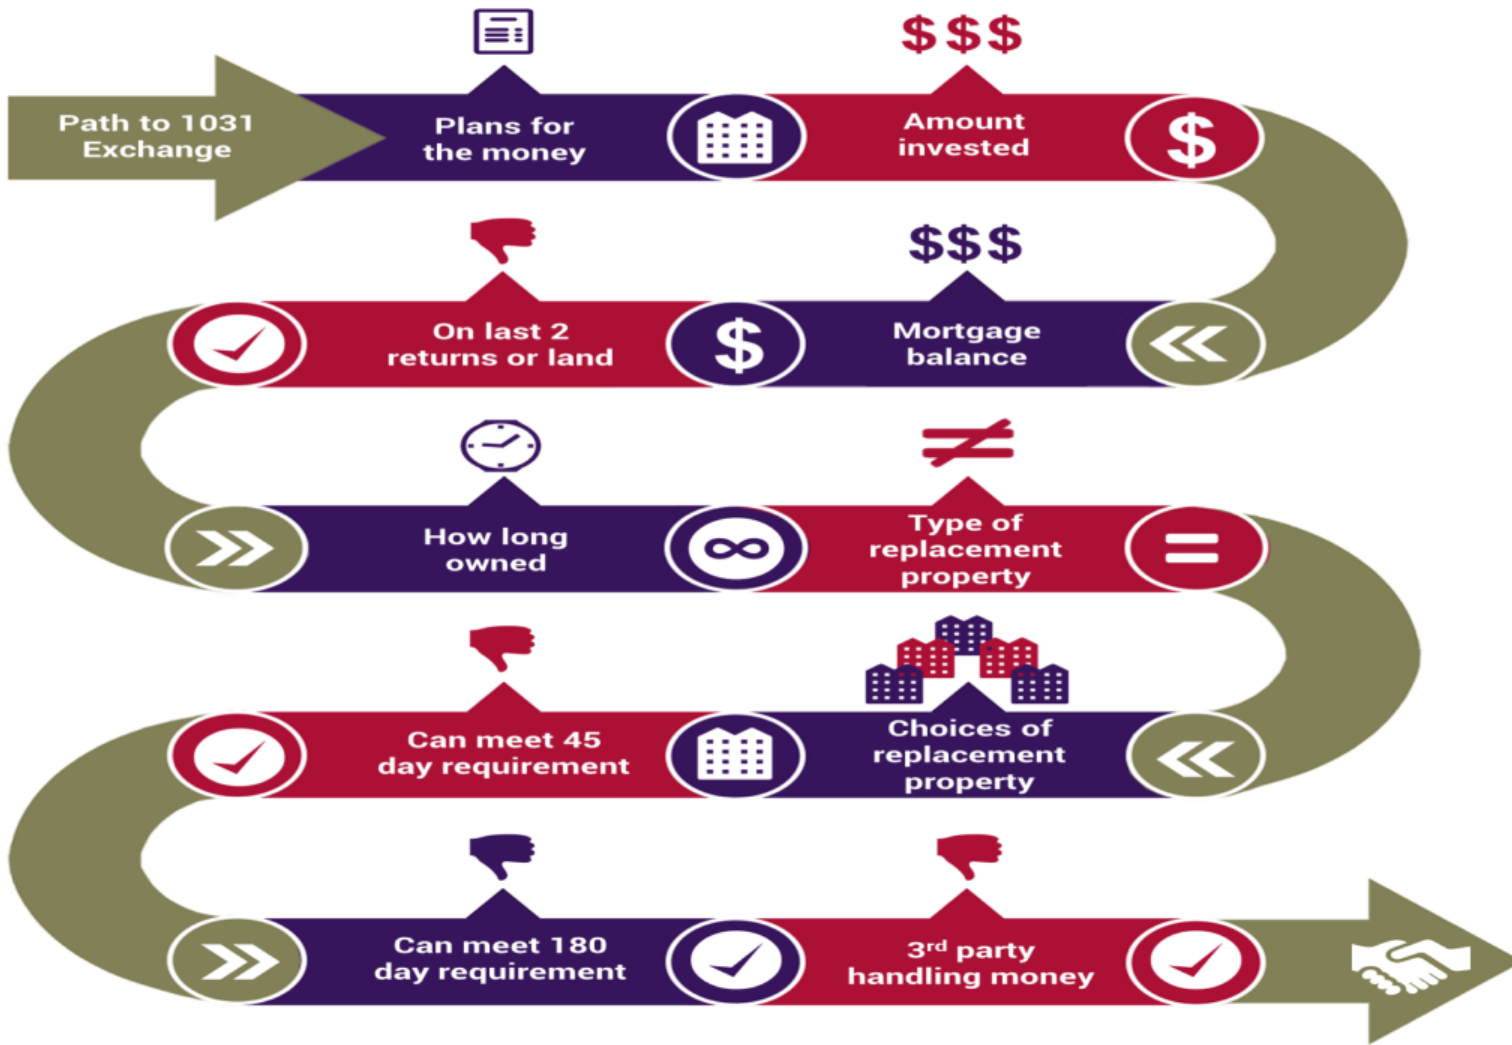 Path to 1031
Exchange
Plans for
the money
$$$
Amount
invested
$
$$$
Mortgage
balance
$
On last 2
returns or land
How long
owned
∞
≠
Type of
replacement
property
=
Choices of
replacement
property
Can meet 45
day requirement
Can meet 180
day requirement
3rd party
handling money